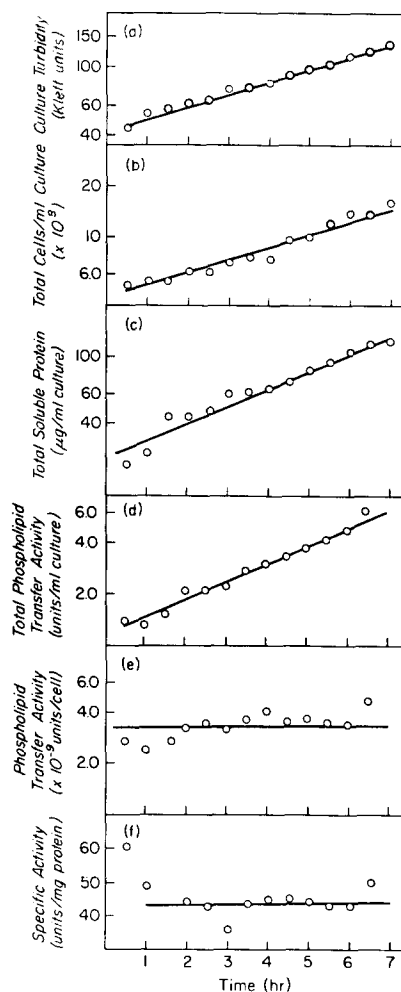 (a)
Culture Turbidity
(Klett units)
150
100
60
40
(b)
Total Cells/ml Culture
(x 10⁹)
20
10
6.0
(c)
Total Soluble Protein
(μg/ml culture)
100
60
40
(d)
Total Phospholipid
Transfer Activity
(units/ml culture)
6.0
4.0
2.0
(e)
Phospholipid
Transfer Activity
(x 10⁻⁹ units/cell)
6.0
4.0
2.0
(f)
Specific Activity
(units/mg protein)
60
50
40
1 2 3 4 5 6 7
Time (hr)